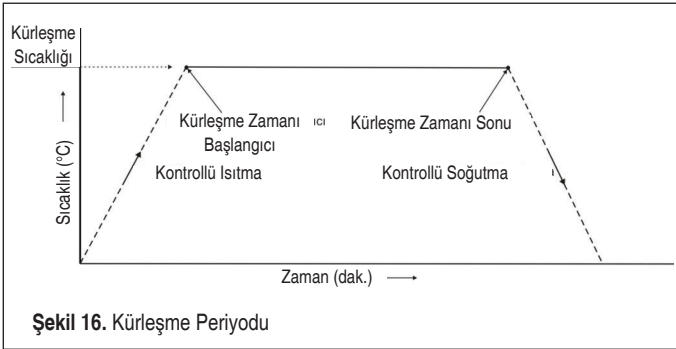 Kürleşme
Sıcaklığı
Sıcaklık (°C)
Kürleşme Zamanı ıcı
Başlangıcı
Kürleşme Zamanı Sonu
Kontrollü Isıtma
Kontrollü Soğutma ı
Zaman (dak.)
Şekil 16. Kürleşme Periyodu